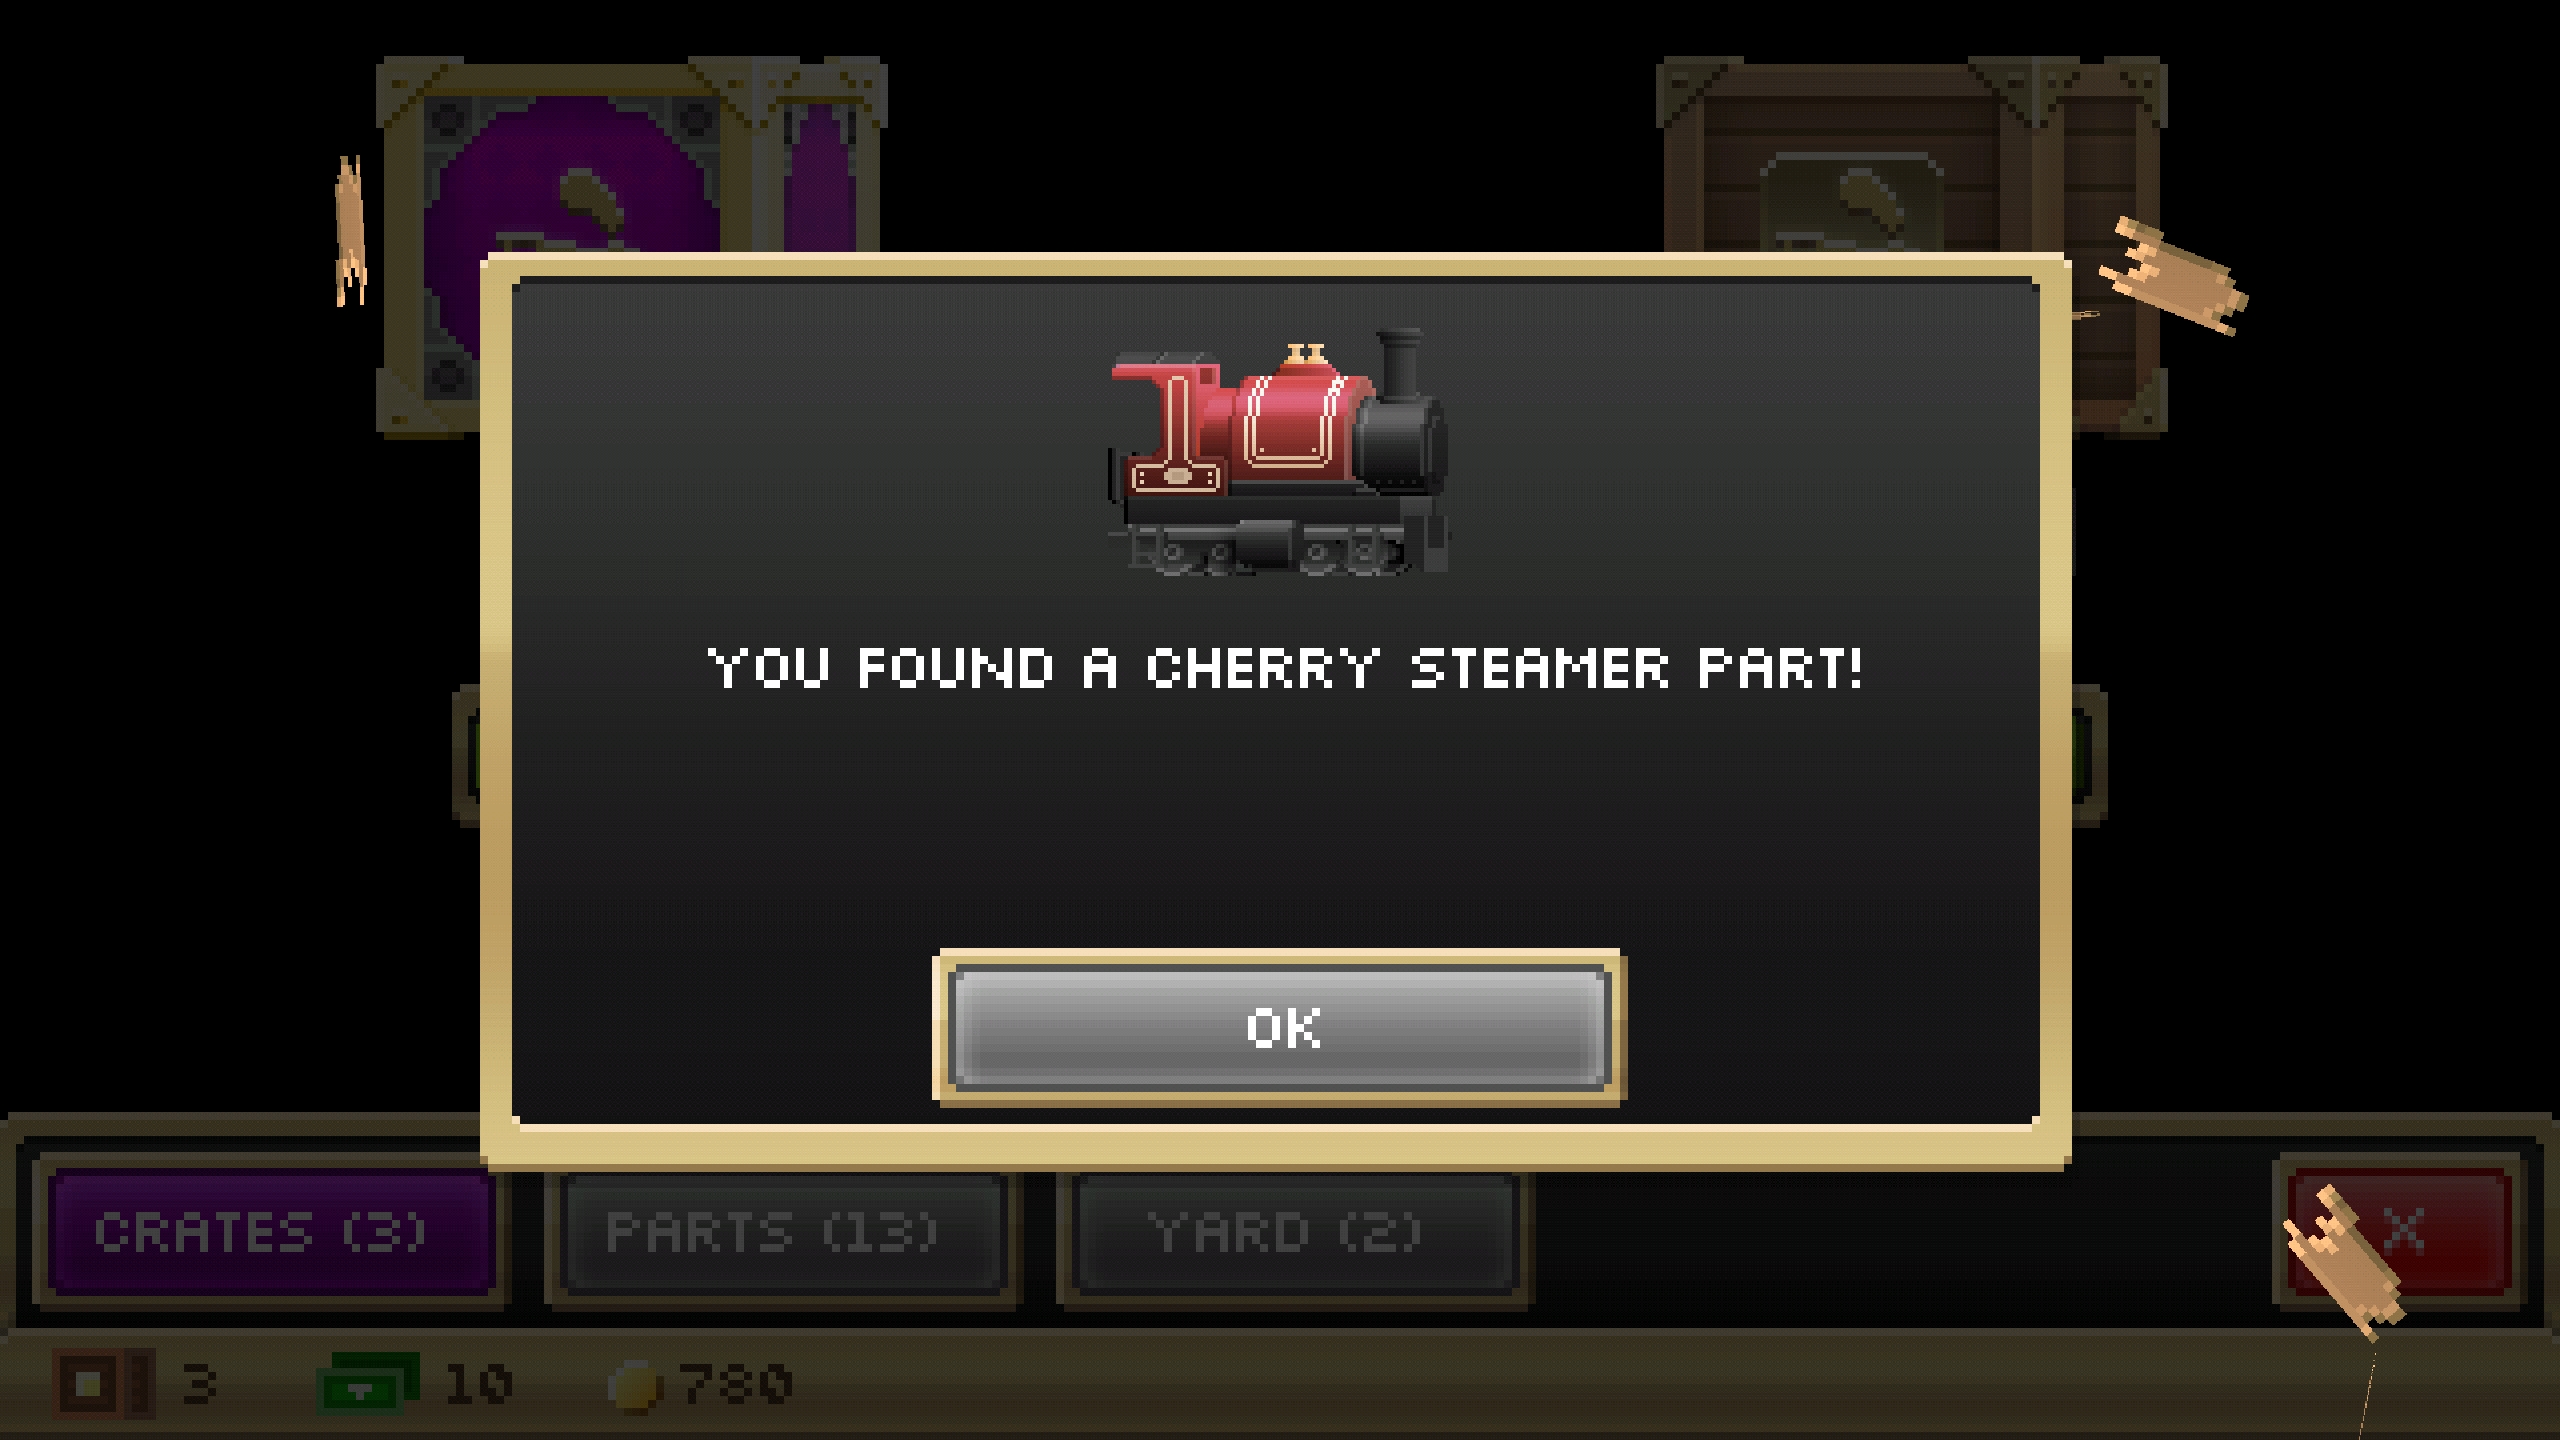 YOU FOUND A CHERRY STEAMER PART!
OK
CRATES (3)
PARTS (13)
YARD (2)
X
3
10
780